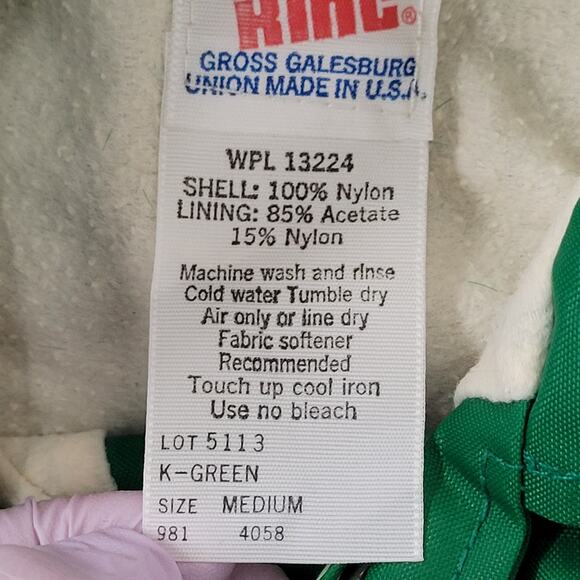 GROSS GALESBURG
UNION MADE IN U.S.A.
WPL 13224
SHELL: 100% Nylon
LINING: 85% Acetate
15% Nylon
Machine wash and rinse
Cold water Tumble dry
Air only or line dry
Fabric softener
Recommended
Touch up cool iron
Use no bleach
LOT 5113
K-GREEN
SIZE MEDIUM
981 4058